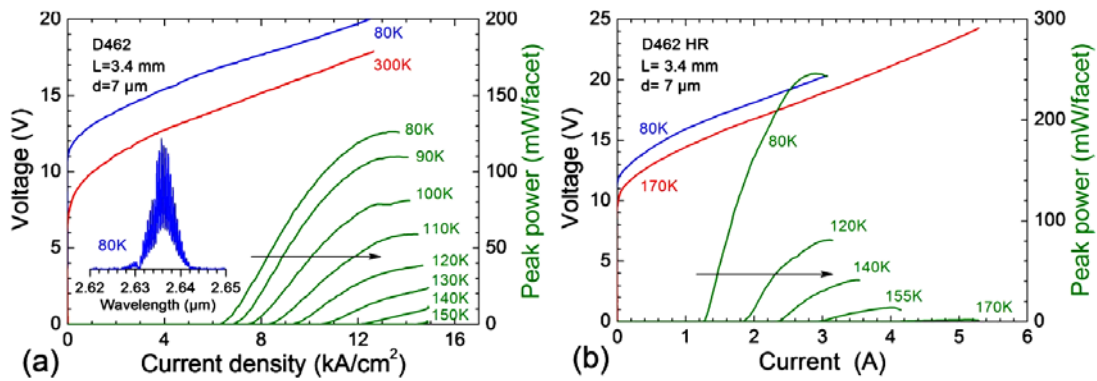 25
20
15
10
5
0
Voltage (V)
D462
L=3.4 mm
d=7 µm
80K
300K
80K
90K
100K
110K
120K
130K
140K
150K
80K
2.62 2.63 2.64 2.65
Wavelength (µm)
200
150
100
50
0
Peak power (mW/facet)
0 4 8 12 16
Current density (kA/cm²)
(a)
25
20
15
10
5
0
Voltage (V)
D462 HR
L= 3.4 mm
d= 7 µm
80K
170K
80K
120K
140K
155K
170K
300
200
100
0
Peak power (mW/facet)
0 1 2 3 4 5 6
Current (A)
(b)